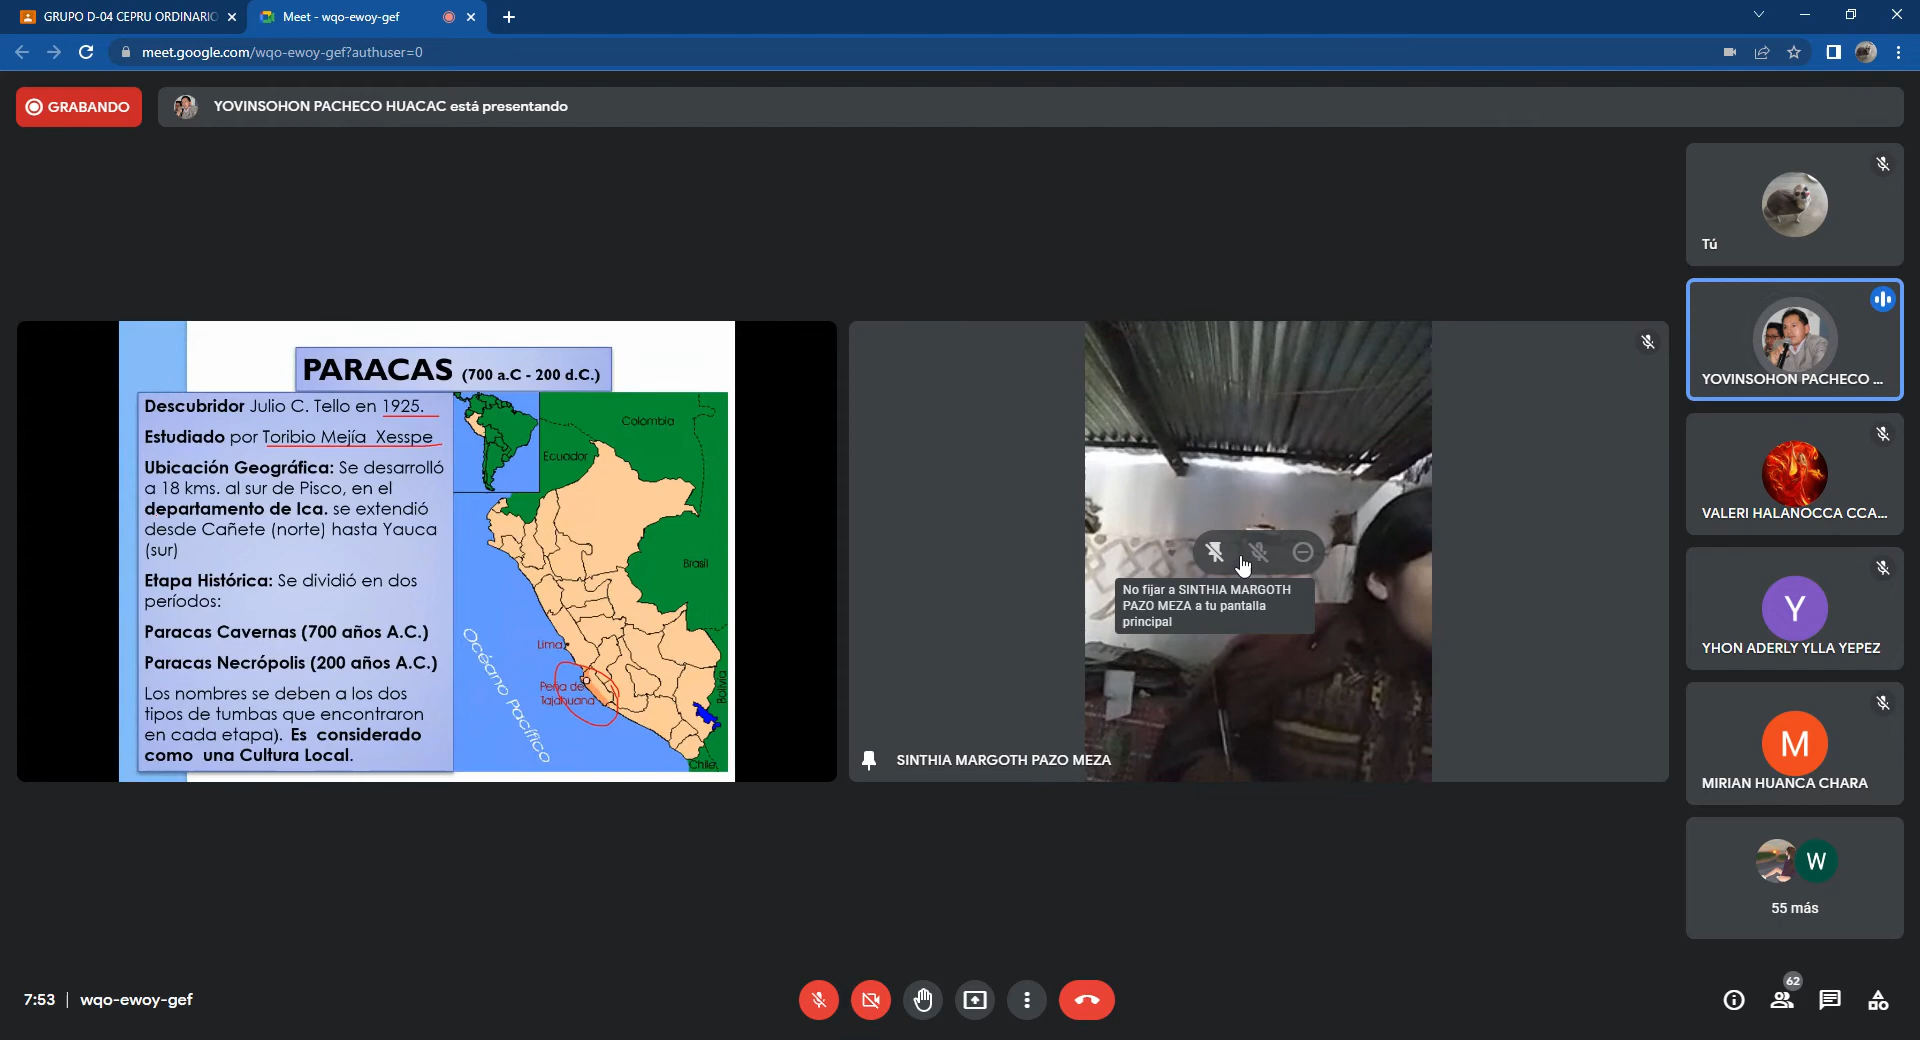 GRUPO D-04 CEPRU ORDINARIO
Meet - wqo-ewoy-gef
meet.google.com/wqo-ewoy-gef?authuser=0
GRABANDO
YOVINSOHON PACHECO HUACAC está presentando
PARACAS (700 a.C - 200 d.C.)
Descubridor Julio C. Tello en 1925.
Estudiado por Toribio Mejía Xesspe
Ubicación Geográfica: Se desarrolló
a 18 kms. al sur de Pisco, en el
departamento de Ica. se extendió
desde Cañete (norte) hasta Yauca
(sur)
Etapa Histórica: Se dividió en dos
períodos:
Paracas Cavernas (700 años A.C.)
Paracas Necrópolis (200 años A.C.)
Los nombres se deben a los dos
tipos de tumbas que encontraron
en cada etapa). Es considerado
como una Cultura Local.
Colombia
Ecuador
Brasil
Lima
Peña de
Tajahuana
Océano Pacífico
Bolivia
Chile
No fijar a SINTHIA MARGOTH
PAZO MEZA a tu pantalla
principal
SINTHIA MARGOTH PAZO MEZA
Tú
YOVINSOHON PACHECO ...
VALERI HALANOCCA CCA...
Y
YHON ADERLY YLLA YEPEZ
M
MIRIAN HUANCA CHARA
W
55 más
7:53 | wqo-ewoy-gef
62